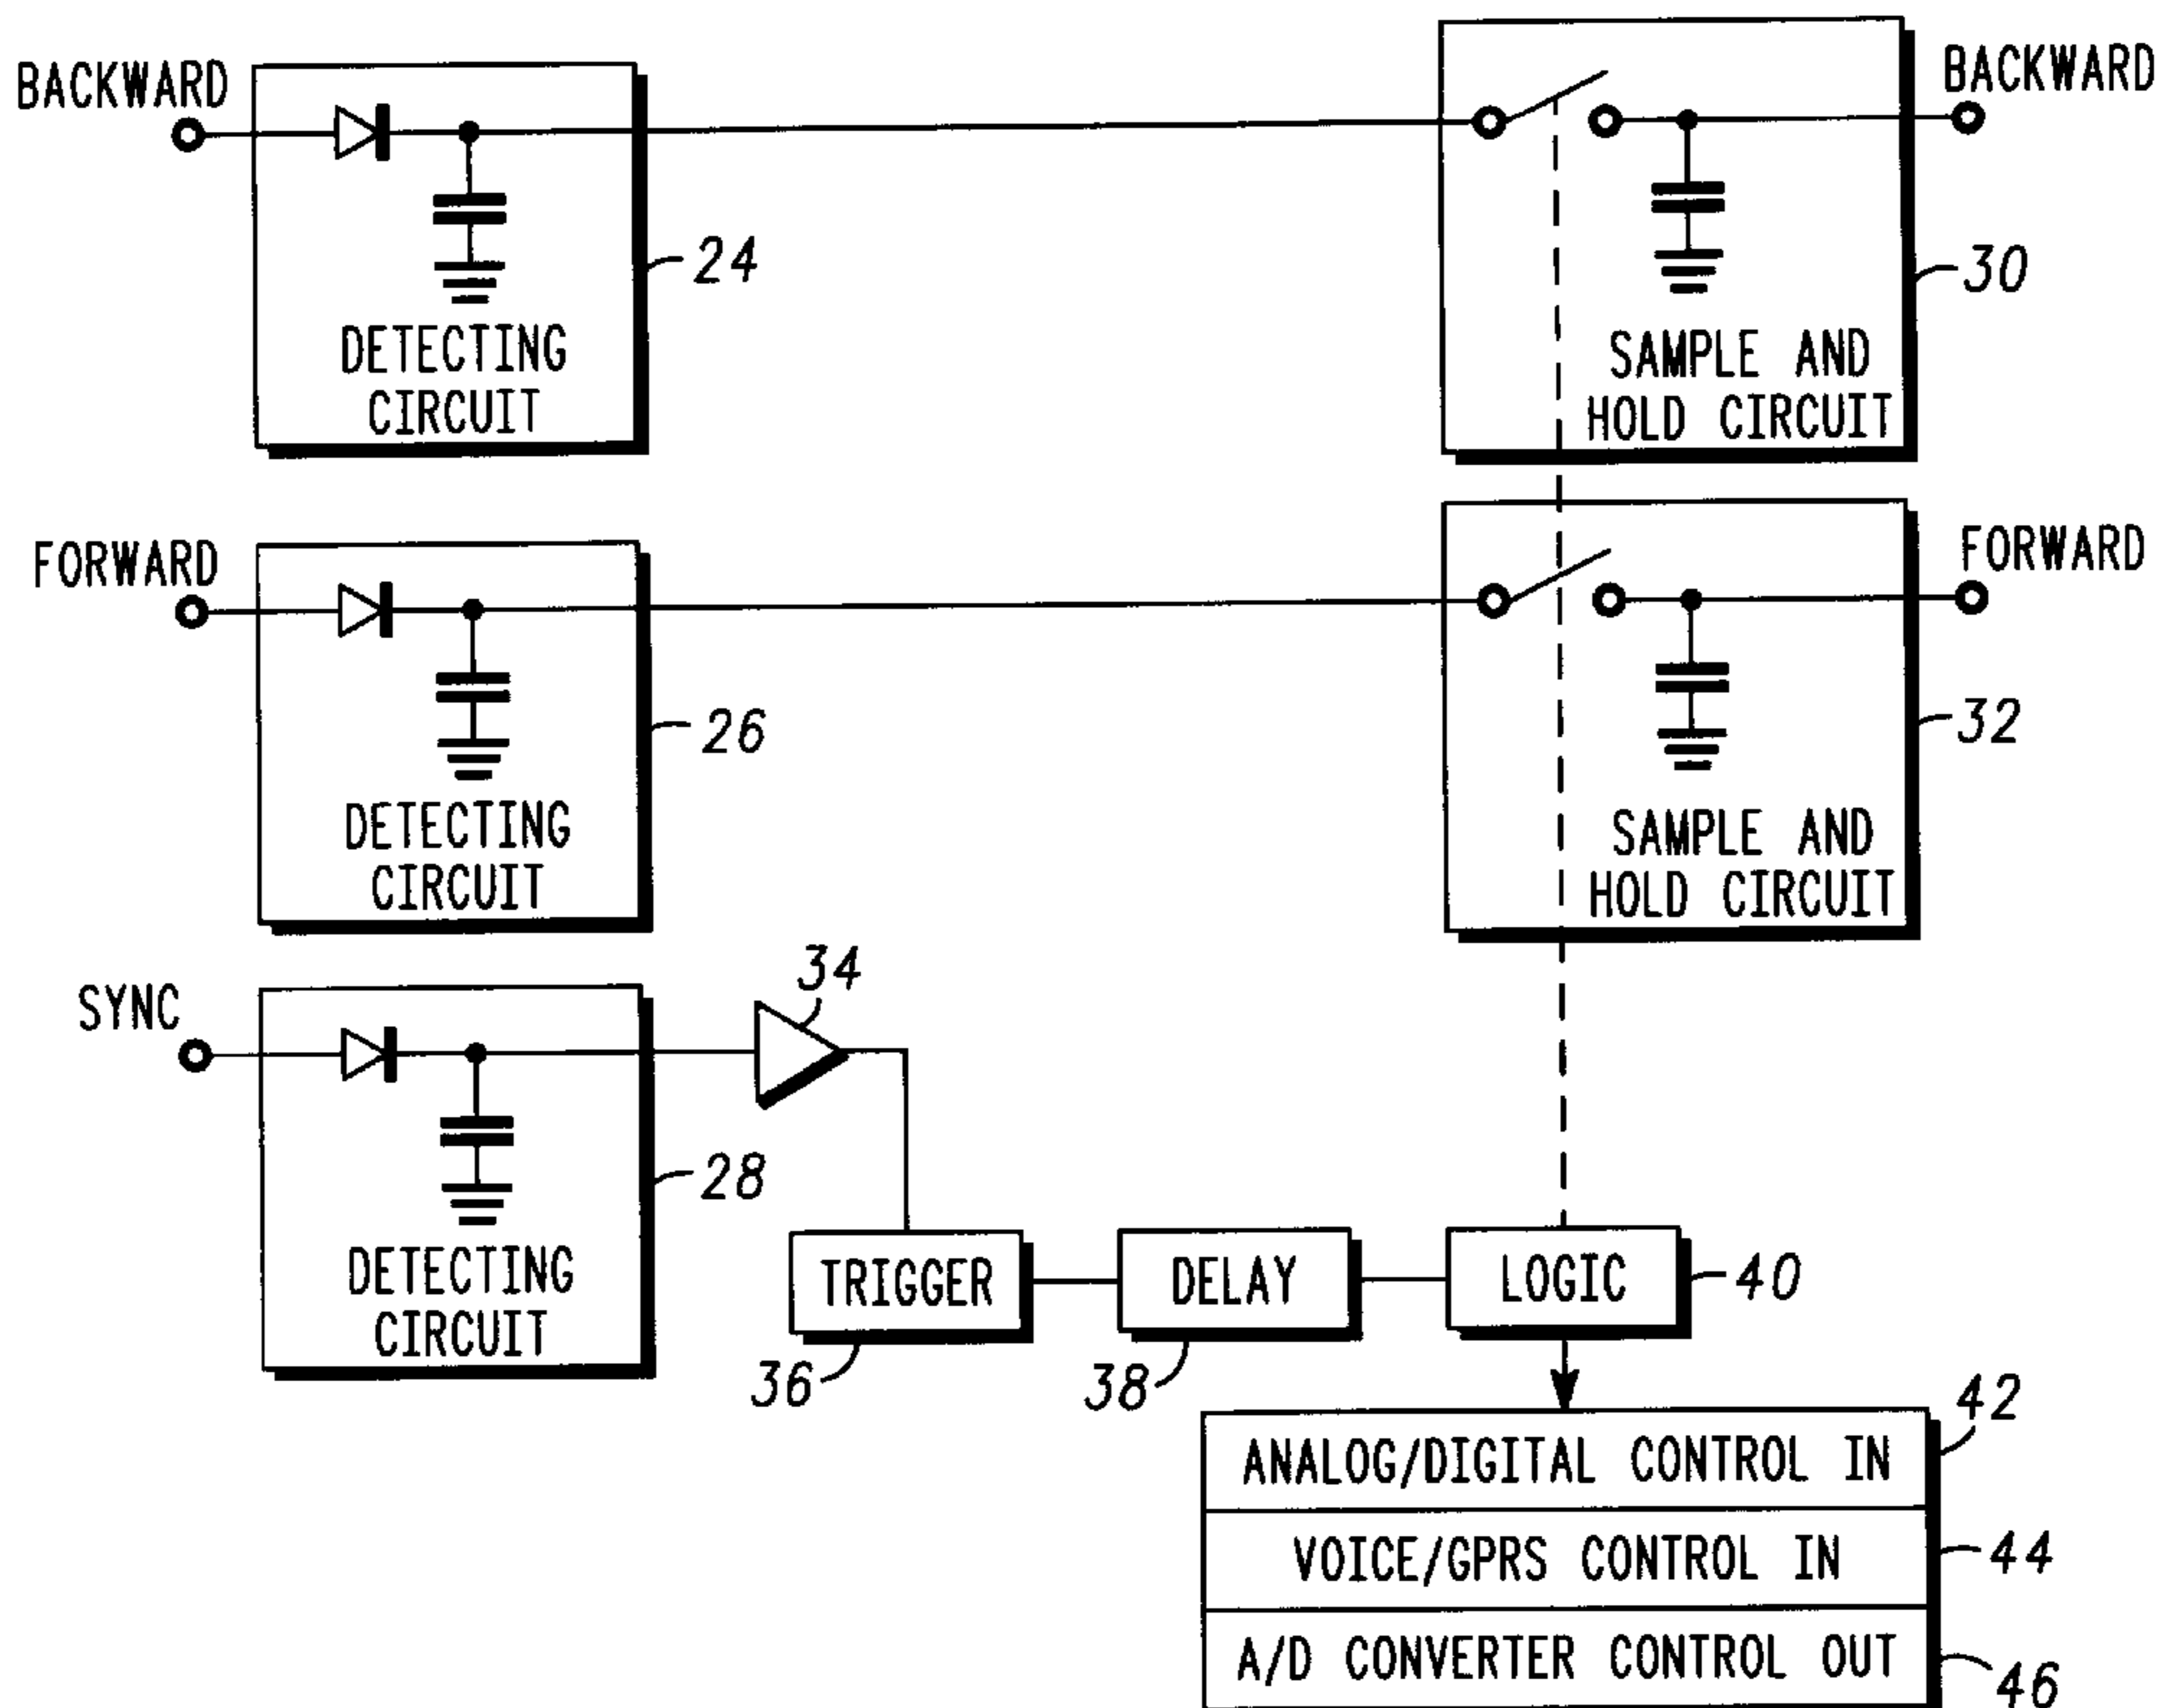 BACKWARD
BACKWARD
24
30
DETECTING
CIRCUIT
SAMPLE AND
HOLD CIRCUIT
FORWARD
FORWARD
26
32
DETECTING
CIRCUIT
SAMPLE AND
HOLD CIRCUIT
SYNC
34
28
DETECTING
CIRCUIT
TRIGGER
DELAY
LOGIC
40
36
38
42
ANALOG/DIGITAL CONTROL IN
VOICE/GPRS CONTROL IN
44
A/D CONVERTER CONTROL OUT
46